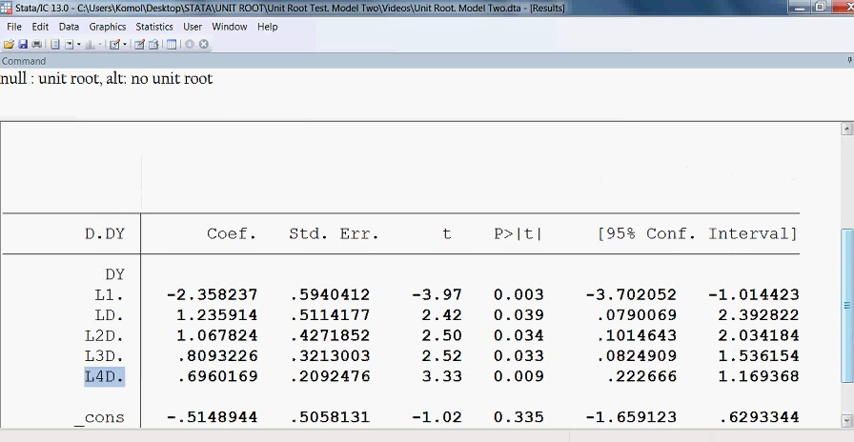 Stata/IC 13.0 - C:\Users\Komol\Desktop\STATA\UNIT ROOT\Unit Root Test. Model Two\Videos\Unit Root. Model Two.dta - [Results]
File Edit Data Graphics Statistics User Window Help
Command
null : unit root, alt: no unit root
D.DY Coef. Std. Err. t P>|t| [95% Conf. Interval]
DY
L1. -2.358237 .5940412 -3.97 0.003 -3.702052 -1.014423
LD. 1.235914 .5114177 2.42 0.039 .0790069 2.392822
L2D. 1.067824 .4271852 2.50 0.034 .1014643 2.034184
L3D. .8093226 .3213003 2.52 0.033 .0824909 1.536154
L4D. .6960169 .2092476 3.33 0.009 .222666 1.169368
_cons -.5148944 .5058131 -1.02 0.335 -1.659123 .6293344